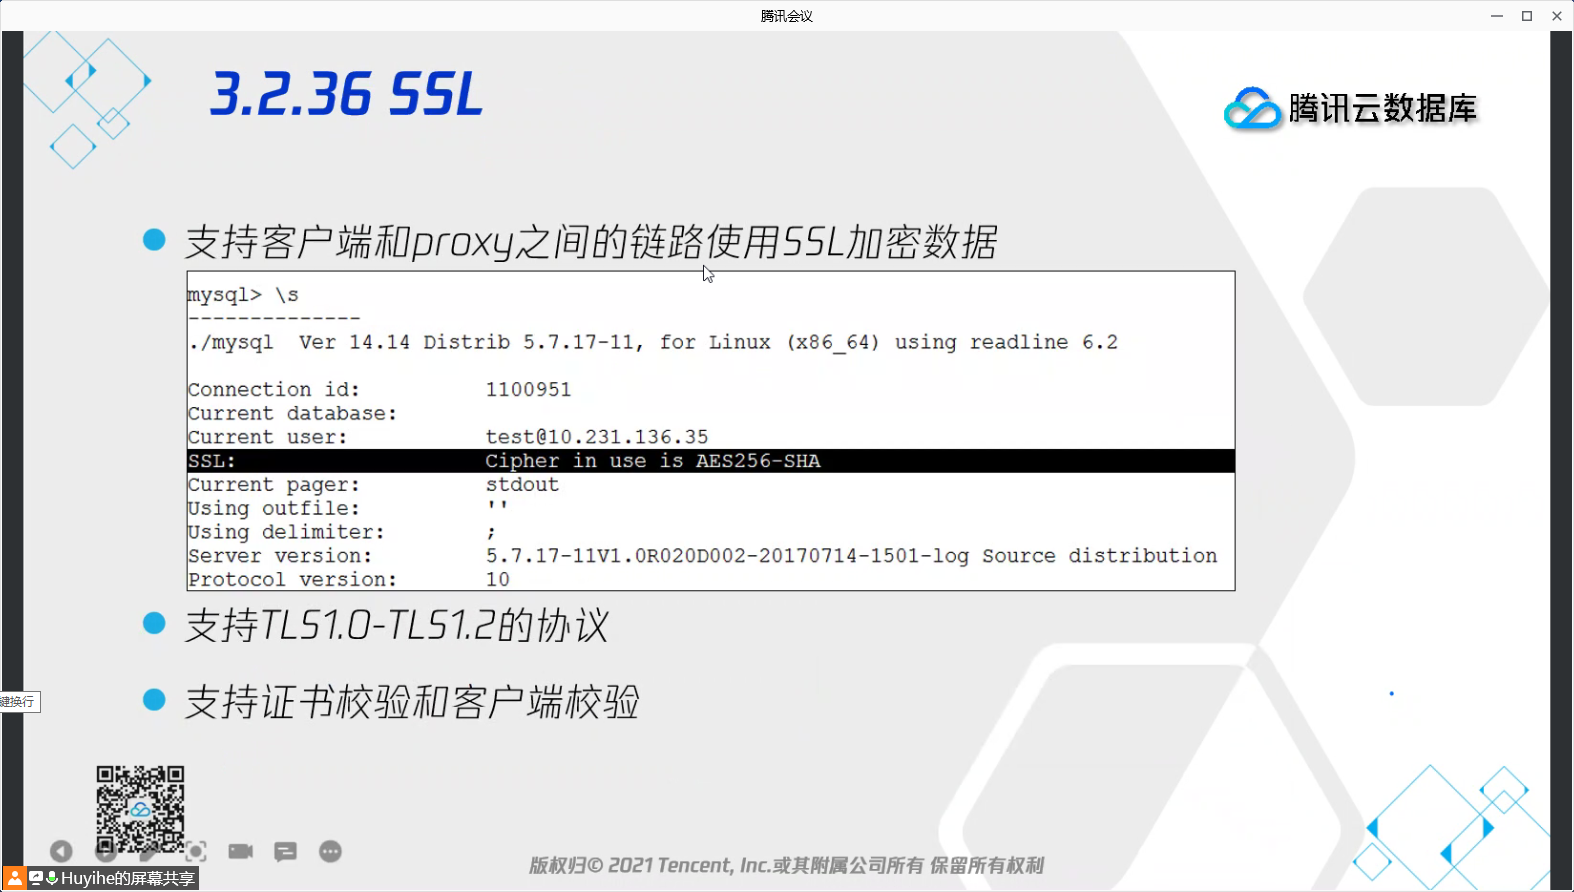 腾讯会议
3.2.36 SSL
腾讯云数据库
支持客户端和proxy之间的链路使用SSL加密数据
mysql> \s
--------------
./mysql  Ver 14.14 Distrib 5.7.17-11, for Linux (x86_64) using readline 6.2
Connection id: 1100951
Current database:
Current user: test@10.231.136.35
SSL: Cipher in use is AES256-SHA
Current pager: stdout
Using outfile: ''
Using delimiter: ;
Server version: 5.7.17-11V1.0R020D002-20170714-1501-log Source distribution
Protocol version: 10
支持TLS1.0-TLS1.2的协议
支持证书校验和客户端校验
键换行
版权归© 2021 Tencent, Inc.或其附属公司所有 保留所有权利
Huyihe的屏幕共享